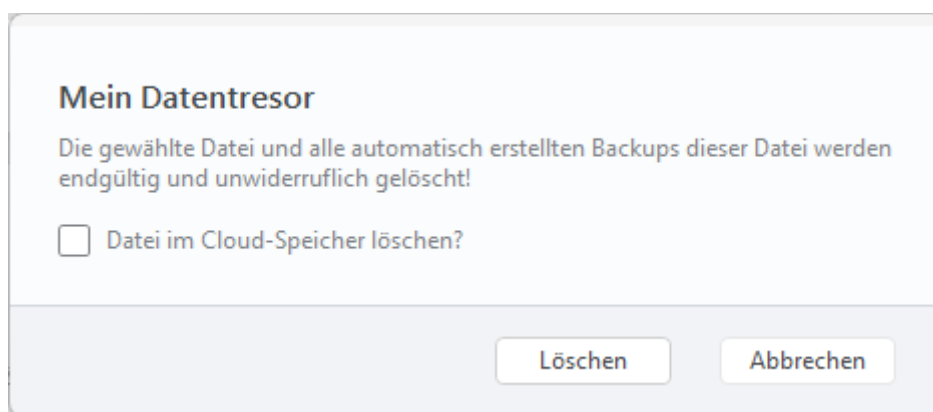 Mein Datentresor
Die gewählte Datei und alle automatisch erstellten Backups dieser Datei werden
endgültig und unwiderruflich gelöscht!
Datei im Cloud-Speicher löschen?
Löschen
Abbrechen